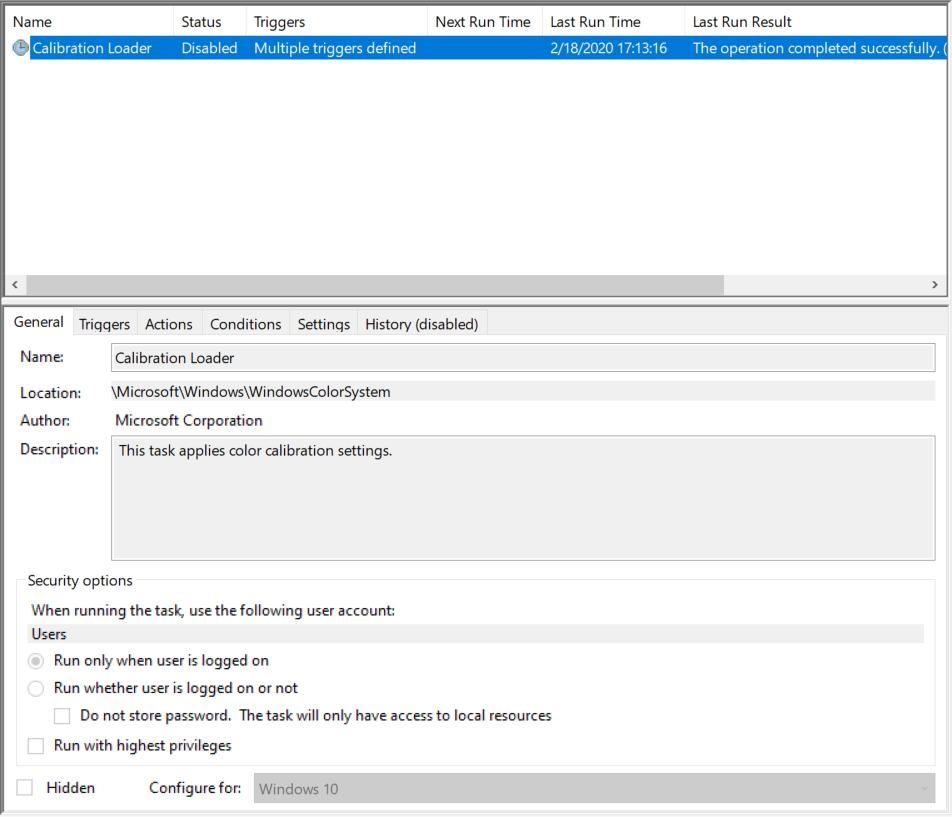 Name Status Triggers Next Run Time Last Run Time Last Run Result
Calibration Loader Disabled Multiple triggers defined 2/18/2020 17:13:16 The operation completed successfully. (
General Triggers Actions Conditions Settings History (disabled)
Name: Calibration Loader
Location: \Microsoft\Windows\WindowsColorSystem
Author: Microsoft Corporation
Description: This task applies color calibration settings.
Security options
When running the task, use the following user account:
Users
Run only when user is logged on
Run whether user is logged on or not
Do not store password. The task will only have access to local resources
Run with highest privileges
Hidden Configure for: Windows 10